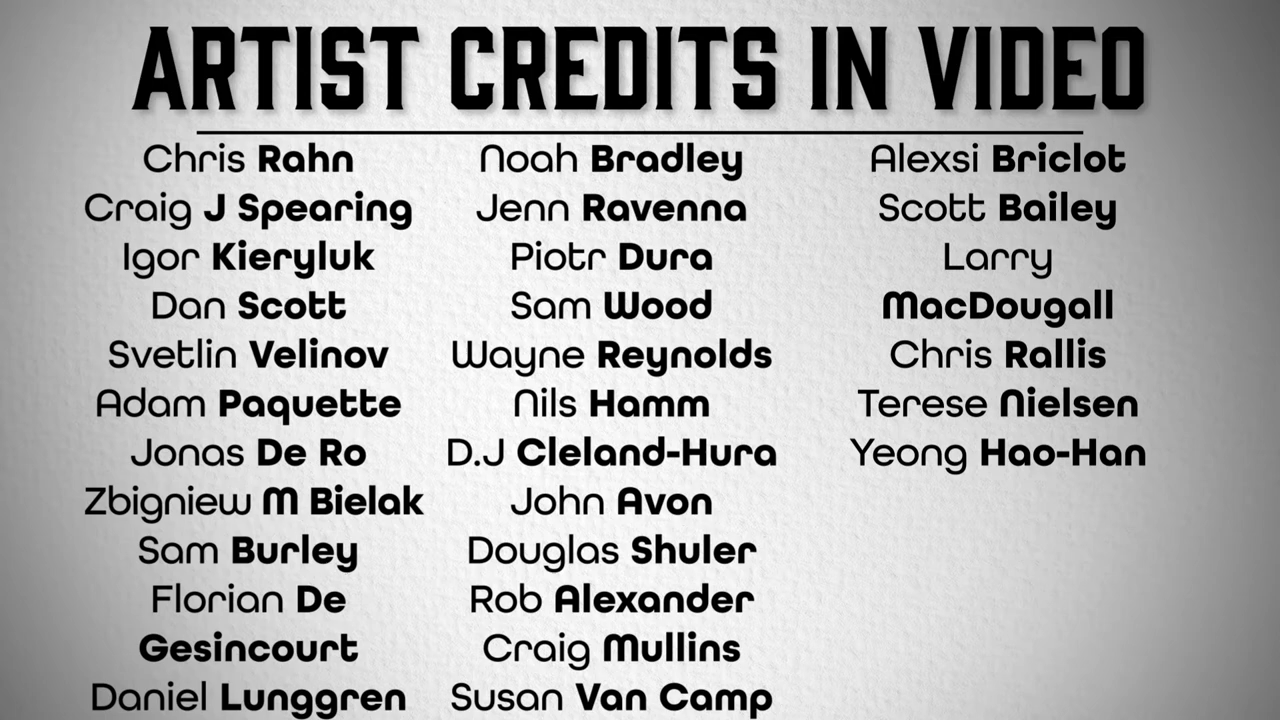 ARTIST CREDITS IN VIDEO
Chris Rahn
Craig J Spearing
Igor Kieryluk
Dan Scott
Svetlin Velinov
Adam Paquette
Jonas De Ro
Zbigniew M Bielak
Sam Burley
Florian De
Gesincourt
Daniel Lunggren
Noah Bradley
Jenn Ravenna
Piotr Dura
Sam Wood
Wayne Reynolds
Nils Hamm
D.J Cleland-Hura
John Avon
Douglas Shuler
Rob Alexander
Craig Mullins
Susan Van Camp
Alexsi Briclot
Scott Bailey
Larry
MacDougall
Chris Rallis
Terese Nielsen
Yeong Hao-Han